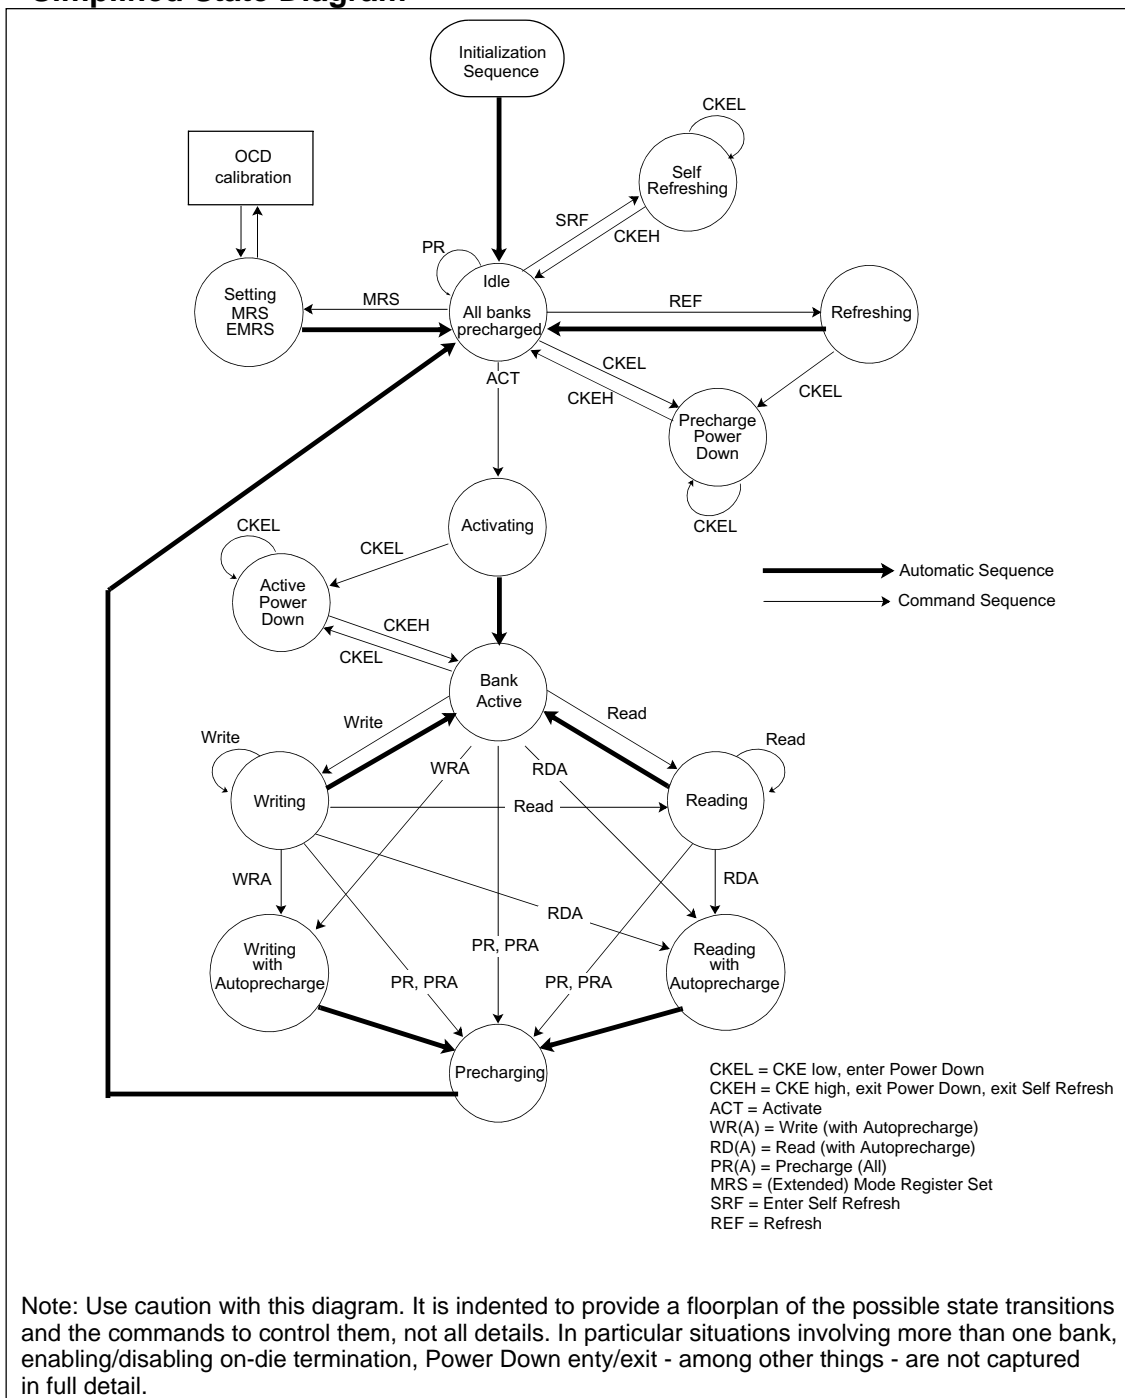 Simplified State Diagram
Initialization
Sequence
CKEL
OCD
calibration
Self
Refreshing
SRF
CKEH
PR
Idle
All banks
precharged
Setting
MRS
EMRS
MRS
REF
Refreshing
CKEL
CKEH
CKEL
ACT
Precharge
Power
Down
CKEL
Activating
CKEL
CKEL
Active
Power
Down
CKEH
CKEL
Automatic Sequence
Command Sequence
Bank
Active
Write
Read
Write
Read
WRA
RDA
Writing
Read
Reading
WRA
RDA
RDA
Writing
with
Autoprecharge
PR, PRA
Reading
with
Autoprecharge
PR, PRA
PR, PRA
Precharging
CKEL = CKE low, enter Power Down
CKEH = CKE high, exit Power Down, exit Self Refresh
ACT = Activate
WR(A) = Write (with Autoprecharge)
RD(A) = Read (with Autoprecharge)
PR(A) = Precharge (All)
MRS = (Extended) Mode Register Set
SRF = Enter Self Refresh
REF = Refresh
Note: Use caution with this diagram. It is indented to provide a floorplan of the possible state transitions
and the commands to control them, not all details. In particular situations involving more than one bank,
enabling/disabling on-die termination, Power Down enty/exit - among other things - are not captured
in full detail.